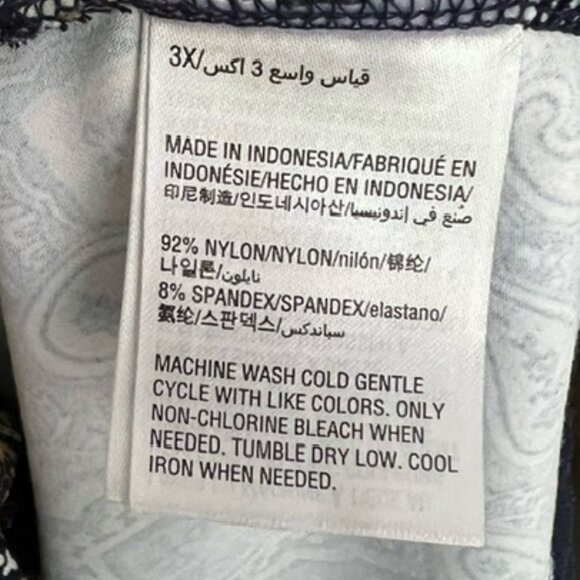 3X/قياس واسع 3 اكس
MADE IN INDONESIA/FABRIQUÉ EN
INDONÉSIE/HECHO EN INDONESIA/
印尼制造/인도네시아산/صنع في إندونيسيا
92% NYLON/NYLON/nilón/锦纶/
나일론/نايلون
8% SPANDEX/SPANDEX/elastano/
氨纶/스판덱스/سباندكس
MACHINE WASH COLD GENTLE
CYCLE WITH LIKE COLORS. ONLY
NON-CHLORINE BLEACH WHEN
NEEDED. TUMBLE DRY LOW. COOL
IRON WHEN NEEDED.